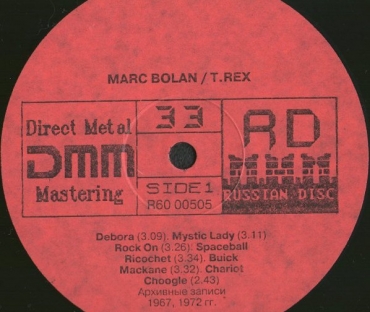 MARC BOLAN / T.REX
Direct Metal
DMM
Mastering
33
SIDE 1
R60 00505
RD
RUSSIAN DISC
Debora (3.09). Mystic Lady (3.11)
Rock On (3.26). Spaceball
Ricochet (3.34). Buick
Mackane (3.32). Chariot
Choogle (2.43)
Архивные записи
1967, 1972 гг.